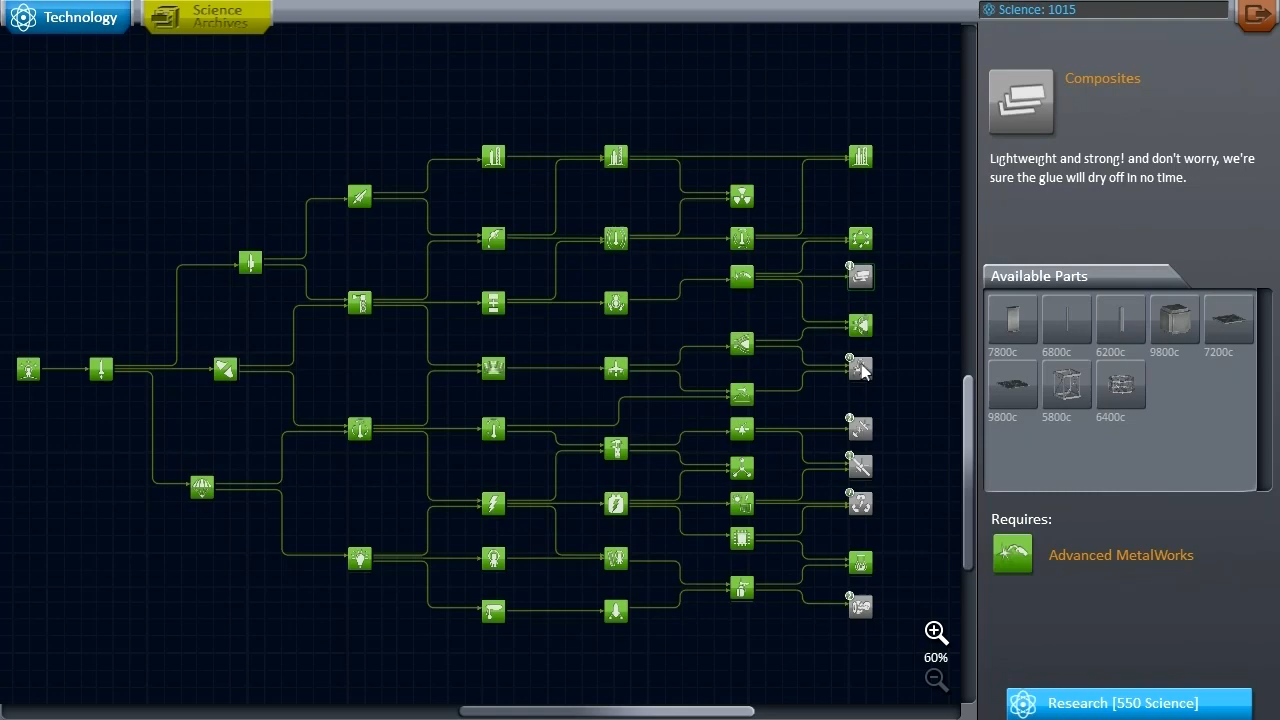 Technology
Science Archives
Science: 1015
Composites
Lightweight and strong! and don't worry, we're
sure the glue will dry off in no time.
Available Parts
7800c 6800c 6200c 9800c 7200c
9800c 5800c 6400c
Requires:
Advanced MetalWorks
60%
Research [550 Science]